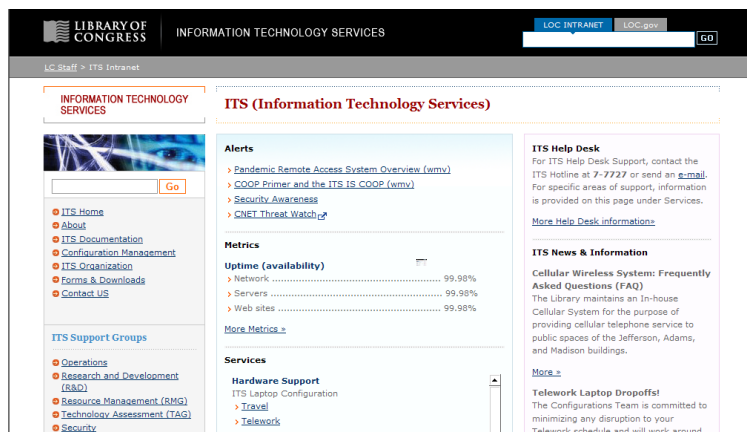 LIBRARY OF
CONGRESS
INFORMATION TECHNOLOGY SERVICES
LOC INTRANET
LOC.gov
GO
LC Staff > ITS Intranet
INFORMATION TECHNOLOGY
SERVICES
Go
ITS Home
About
ITS Documentation
Configuration Management
ITS Organization
Forms & Downloads
Contact US
ITS Support Groups
Operations
Research and Development
(R&D)
Resource Management (RMG)
Technology Assessment (TAG)
Security
ITS (Information Technology Services)
Alerts
> Pandemic Remote Access System Overview (wmv)
> COOP Primer and the ITS IS COOP (wmv)
> Security Awareness
> CNET Threat Watch
Metrics
Uptime (availability)
> Network ................................................ 99.98%
> Servers ................................................ 99.98%
> Web sites .............................................. 99.98%
More Metrics »
Services
Hardware Support
ITS Laptop Configuration
> Travel
> Telework
ITS Help Desk
For ITS Help Desk Support, contact the
ITS Hotline at 7-7727 or send an e-mail.
For specific areas of support, information
is provided on this page under Services.
More Help Desk information»
ITS News & Information
Cellular Wireless System: Frequently
Asked Questions (FAQ)
The Library maintains an In-house
Cellular System for the purpose of
providing cellular telephone service to
public spaces of the Jefferson, Adams,
and Madison buildings.
More »
Telework Laptop Dropoffs!
The Configurations Team is committed to
minimizing any disruption to your
Telework schedule and will work around